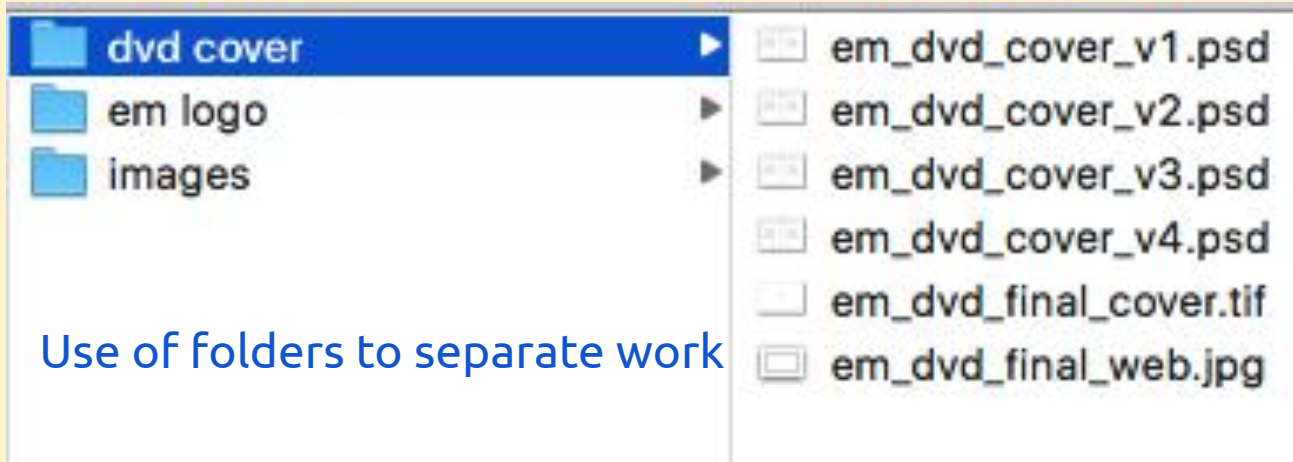 dvd cover
em logo
images
Use of folders to separate work
em_dvd_cover_v1.psd
em_dvd_cover_v2.psd
em_dvd_cover_v3.psd
em_dvd_cover_v4.psd
em_dvd_final_cover.tif
em_dvd_final_web.jpg